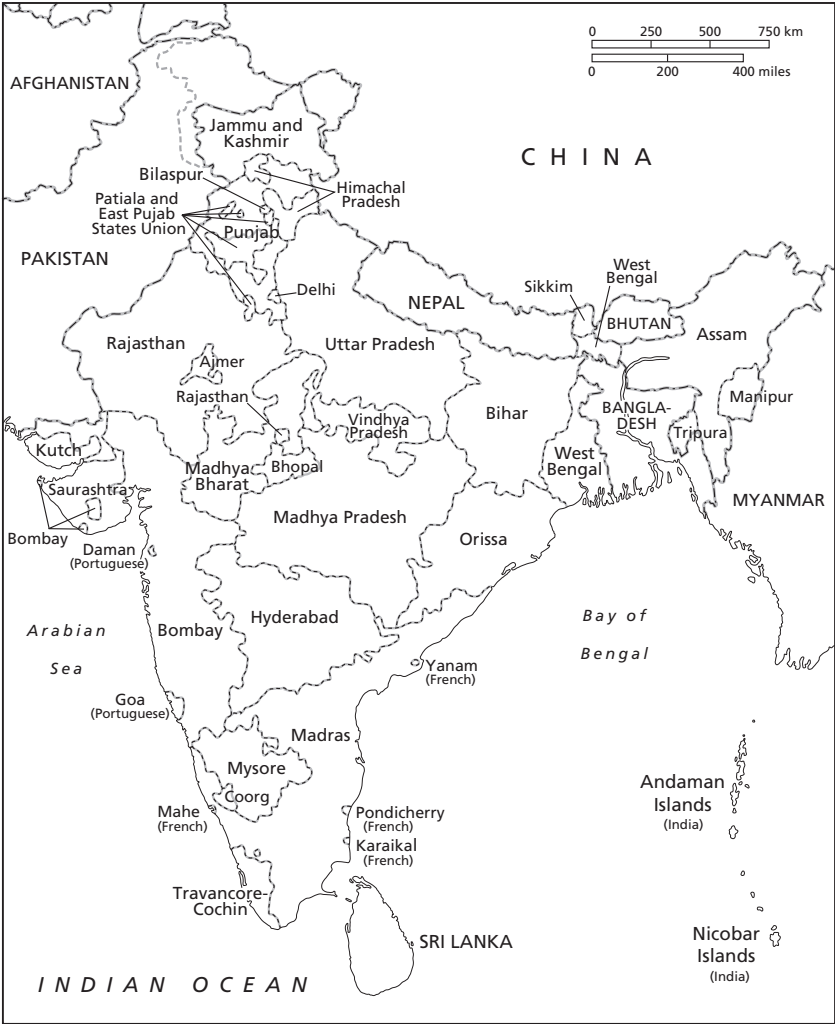 0 250 500 750 km
0 200 400 miles
AFGHANISTAN
Jammu and
Kashmir
CHINA
Bilaspur
Himachal
Pradesh
Patiala and
East Pujab
States Union
Punjab
PAKISTAN
Delhi
West
Bengal
Sikkim
NEPAL
BHUTAN
Assam
Rajasthan
Uttar Pradesh
Ajmer
Rajasthan
Manipur
Vindhya
Pradesh
Bihar
BANGLA-
DESH
Tripura
Kutch
Madhya
Bharat
Bhopal
West
Bengal
Saurashtra
MYANMAR
Madhya Pradesh
Orissa
Bombay
Daman
(Portuguese)
Hyderabad
Bay of
Bengal
Arabian
Sea
Bombay
Yanam
(French)
Goa
(Portuguese)
Madras
Mysore
Coorg
Andaman
Islands
(India)
Mahe
(French)
Pondicherry
(French)
Karaikal
(French)
Travancore-
Cochin
SRI LANKA
Nicobar
Islands
(India)
INDIAN OCEAN